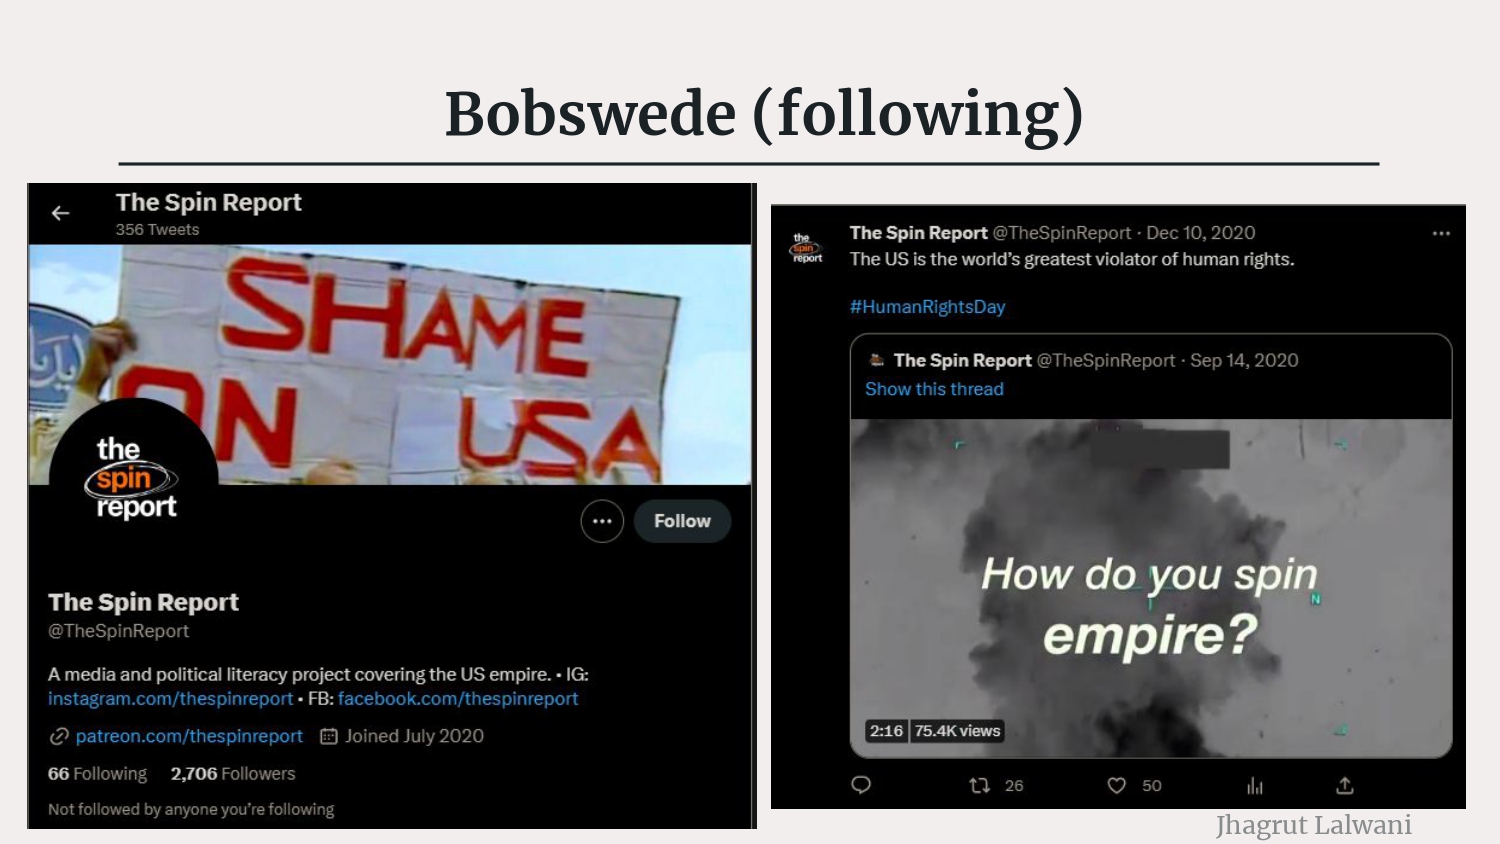 Bobswede (following)
The Spin Report
356 Tweets
SHAME
ON USA
the
spin
report
Follow
The Spin Report
@TheSpinReport
A media and political literacy project covering the US empire. • IG:
instagram.com/thespinreport • FB: facebook.com/thespinreport
patreon.com/thespinreport Joined July 2020
66 Following 2,706 Followers
Not followed by anyone you're following
the
spin
report
The Spin Report @TheSpinReport · Dec 10, 2020
The US is the world's greatest violator of human rights.
#HumanRightsDay
The Spin Report @TheSpinReport · Sep 14, 2020
Show this thread
How do you spin
N
empire?
2:16 75.4K views
26 50
Jhagrut Lalwani